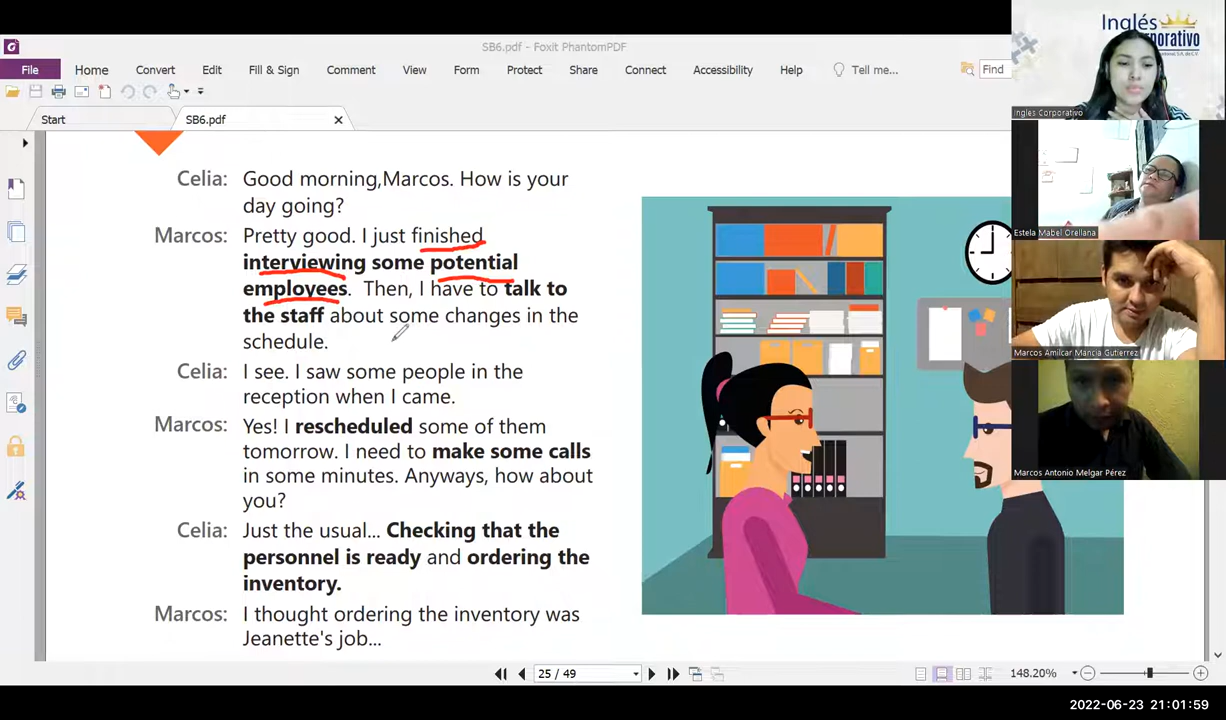 SB6.pdf - Foxit PhantomPDF
File Home Convert Edit Fill & Sign Comment View Form Protect Share Connect Accessibility Help Tell me... Find
Start SB6.pdf
Celia: Good morning,Marcos. How is your
day going?
Marcos: Pretty good. I just finished
interviewing some potential
employees. Then, I have to talk to
the staff about some changes in the
schedule.
Celia: I see. I saw some people in the
reception when I came.
Marcos: Yes! I rescheduled some of them
tomorrow. I need to make some calls
in some minutes. Anyways, how about
you?
Celia: Just the usual... Checking that the
personnel is ready and ordering the
inventory.
Marcos: I thought ordering the inventory was
Jeanette's job...
25 / 49
148.20%
Inglés
Ingles Corporativo
Estela Mabel Orellana
Marcos Amilcar Mancia Gutierrez
Marcos Antonio Melgar Pérez
2022-06-23 21:01:59